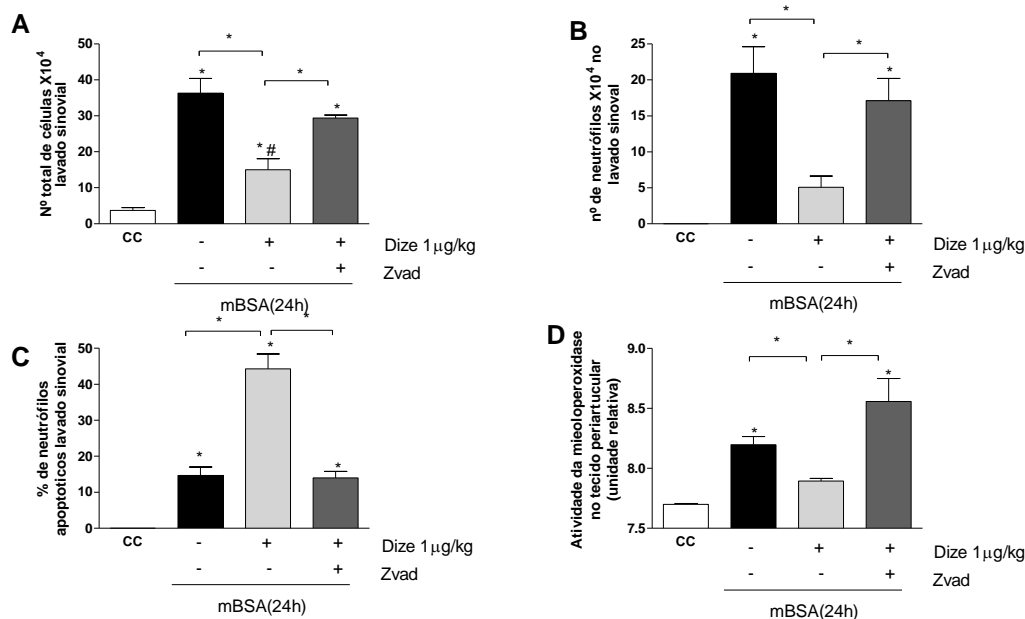 A
Nº total de células X10⁴
lavado sinovial
50
40
30
20
10
0
*
*
*
* #
*
CC
- + +
Dize 1µg/kg
- - +
Zvad
mBSA(24h)
B
nº de neutrófilos X10⁴ no
lavado sinoval
25
20
15
10
5
0
*
*
*
*
CC
- + +
Dize 1µg/kg
- - +
Zvad
mBSA(24h)
C
% de neutrófilos
apoptoticos lavado sinovial
50
40
30
20
10
0
*
*
*
*
*
CC
- + +
Dize 1µg/kg
- - +
Zvad
mBSA(24h)
D
Atividade da mieoloperoxidase
no tecido periartucular
(unidade relativa)
9.0
8.5
8.0
7.5
*
*
*
*
CC
- + +
Dize 1µg/kg
- - +
Zvad
mBSA(24h)